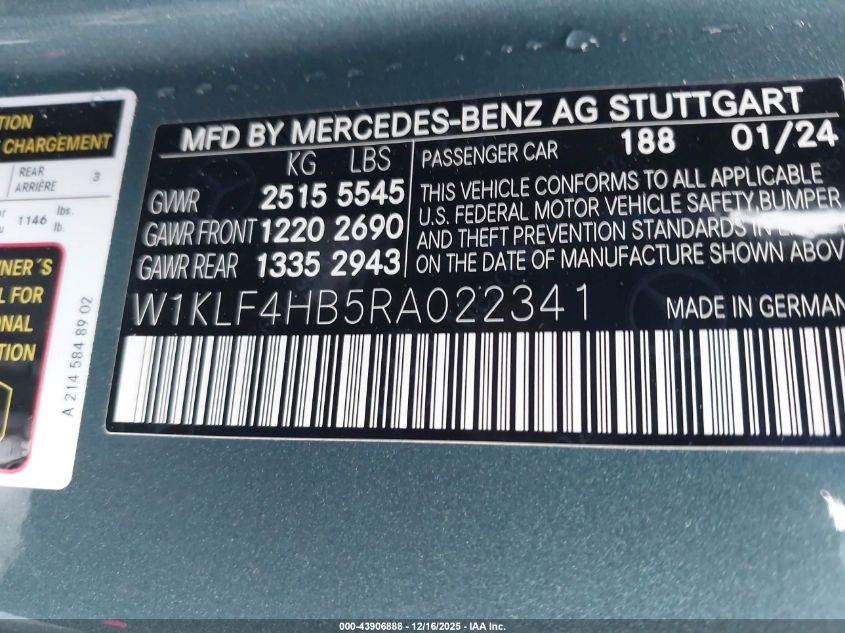 TION
CHARGEMENT
REAR
ARRIÈRE 3
1146 lbs.
lb.
NER´S
L FOR
ONAL
TION
A 214 584 89 02
MFD BY MERCEDES-BENZ AG STUTTGART
KG LBS
GVWR 2515 5545
GAWR FRONT 1220 2690
GAWR REAR 1335 2943
PASSENGER CAR 188 01/24
THIS VEHICLE CONFORMS TO ALL APPLICABLE
U.S. FEDERAL MOTOR VEHICLE SAFETY,BUMPER
AND THEFT PREVENTION STANDARDS IN
ON THE DATE OF MANUFACTURE SHOWN ABOV
W1KLF4HB5RA022341
MADE IN GERMAN
000-43906888 - 12/16/2025 - IAA Inc.